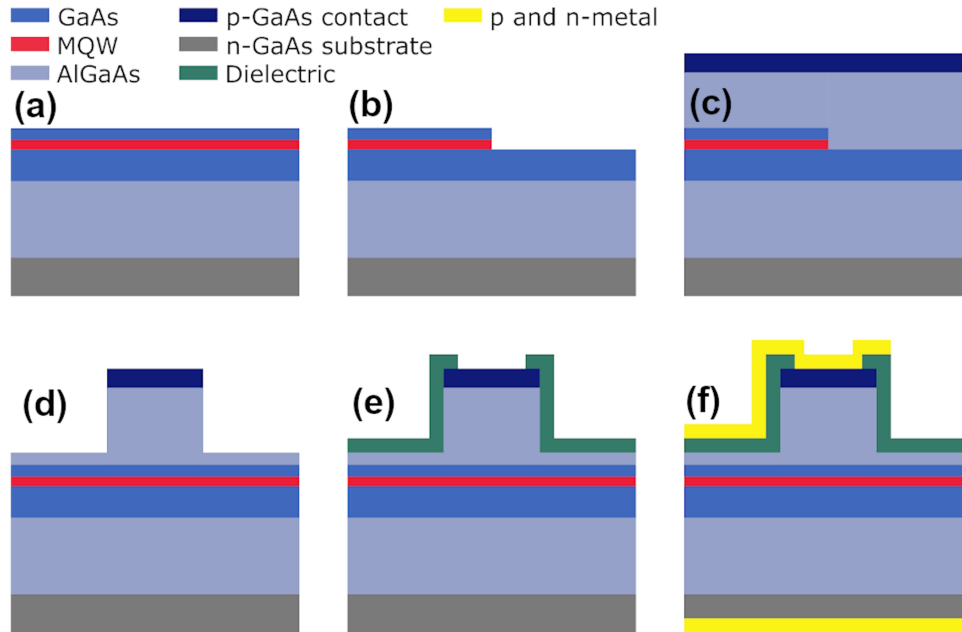 GaAs p-GaAs contact p and n-metal
MQW n-GaAs substrate
AlGaAs Dielectric
(a) (b) (c)
(d) (e) (f)